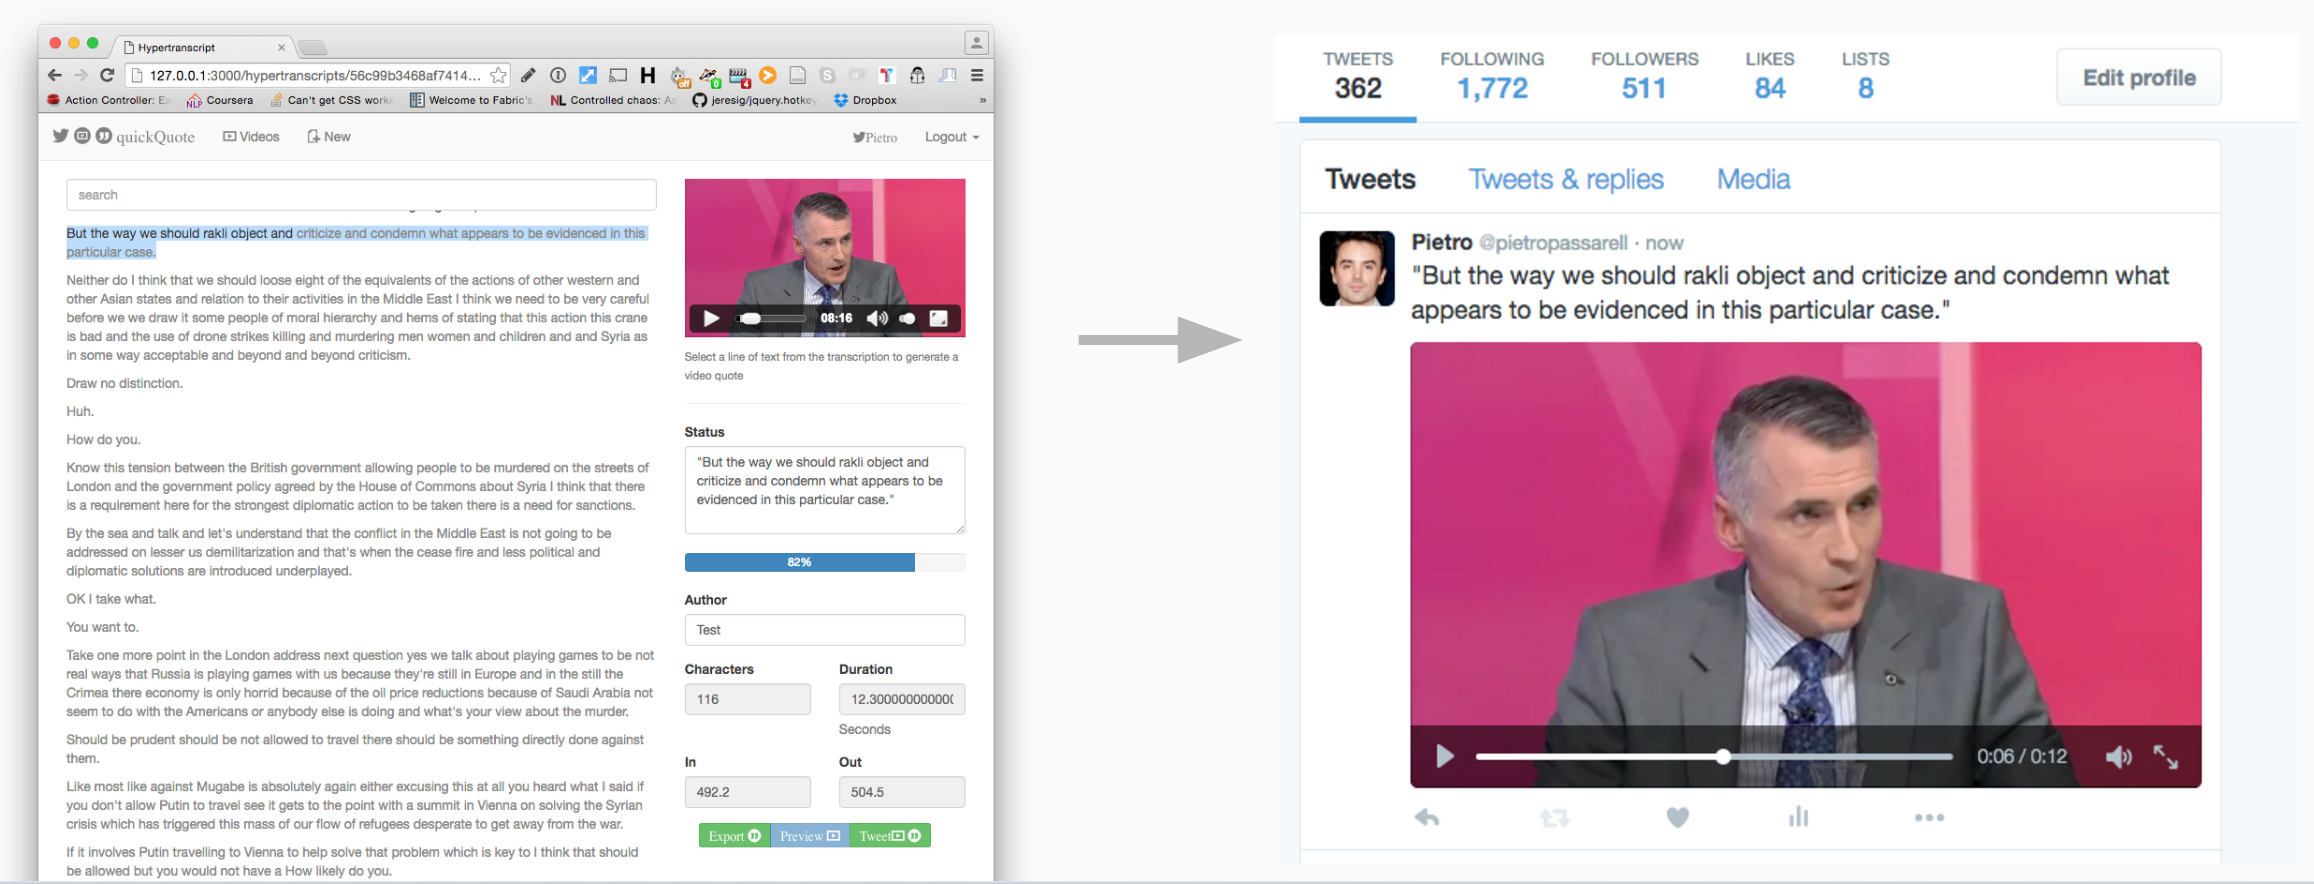 Hypertranscript
127.0.0.1:3000/hypertranscripts/56c99b3468af7414...
Action Controller: Ex
NLP Coursera
Can't get CSS worki
Welcome to Fabric's
NL Controlled chaos: As
jeresig/jquery.hotkey
Dropbox
»
quickQuote
Videos
New
Pietro
Logout
search
But the way we should rakli object and criticize and condemn what appears to be evidenced in this
particular case.
Neither do I think that we should loose eight of the equivalents of the actions of other western and
other Asian states and relation to their activities in the Middle East I think we need to be very careful
before we we draw it some people of moral hierarchy and hems of stating that this action this crane
is bad and the use of drone strikes killing and murdering men women and children and and Syria as
in some way acceptable and beyond and beyond criticism.
Draw no distinction.
Huh.
How do you.
Know this tension between the British government allowing people to be murdered on the streets of
London and the government policy agreed by the House of Commons about Syria I think that there
is a requirement here for the strongest diplomatic action to be taken there is a need for sanctions.
By the sea and talk and let's understand that the conflict in the Middle East is not going to be
addressed on lesser us demilitarization and that's when the cease fire and less political and
diplomatic solutions are introduced underplayed.
OK I take what.
You want to.
Take one more point in the London address next question yes we talk about playing games to be not
real ways that Russia is playing games with us because they're still in Europe and in the still the
Crimea there economy is only horrid because of the oil price reductions because of Saudi Arabia not
seem to do with the Americans or anybody else is doing and what's your view about the murder.
Should be prudent should be not allowed to travel there should be something directly done against
them.
Like most like against Mugabe is absolutely again either excusing this at all you heard what I said if
you don't allow Putin to travel see it gets to the point with a summit in Vienna on solving the Syrian
crisis which has triggered this mass of our flow of refugees desperate to get away from the war.
If it involves Putin travelling to Vienna to help solve that problem which is key to I think that should
be allowed but you would not have a How likely do you.
08:16
Select a line of text from the transcription to generate a
video quote
Status
"But the way we should rakli object and
criticize and condemn what appears to be
evidenced in this particular case."
82%
Author
Test
Characters
Duration
116
12.30000000000(
Seconds
In
Out
492.2
504.5
Export
Preview
Tweet
TWEETS
FOLLOWING
FOLLOWERS
LIKES
LISTS
362
1,772
511
84
8
Edit profile
Tweets
Tweets & replies
Media
Pietro @pietropassarell · now
"But the way we should rakli object and criticize and condemn what
appears to be evidenced in this particular case."
0:06 / 0:12